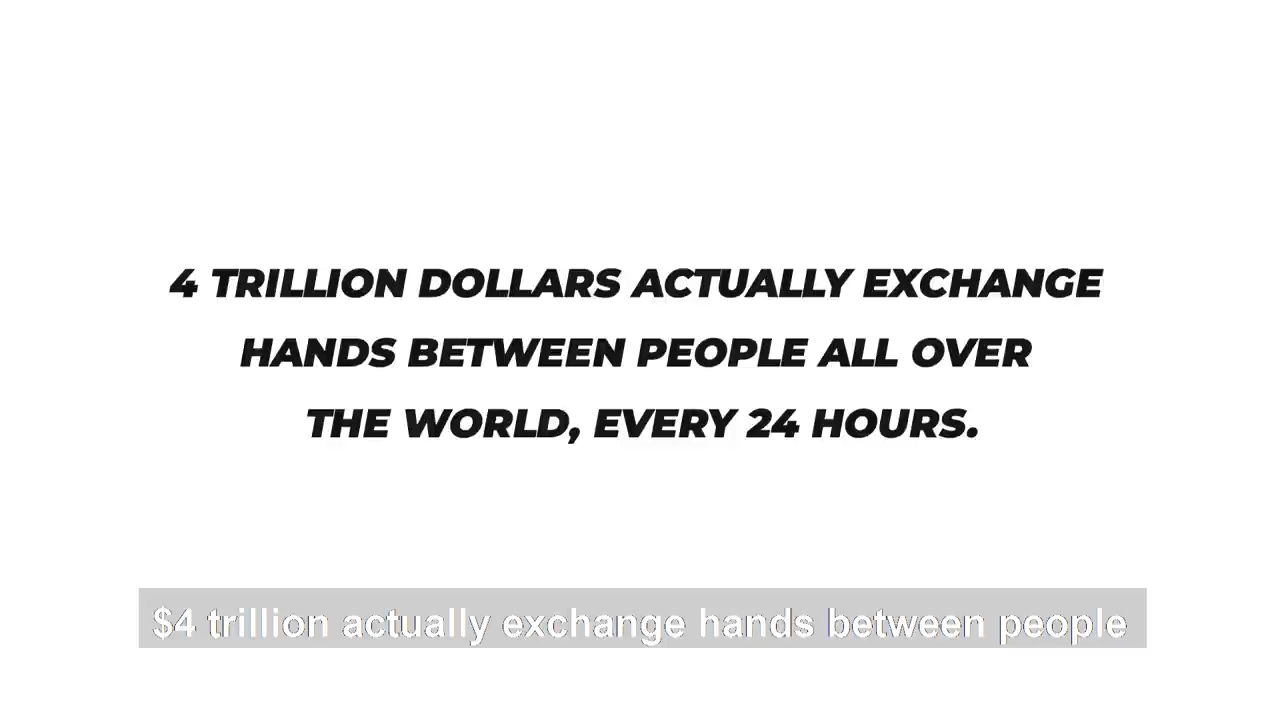 4 TRILLION DOLLARS ACTUALLY EXCHANGE
HANDS BETWEEN PEOPLE ALL OVER
THE WORLD, EVERY 24 HOURS.
$4 trillion actually exchange hands between people